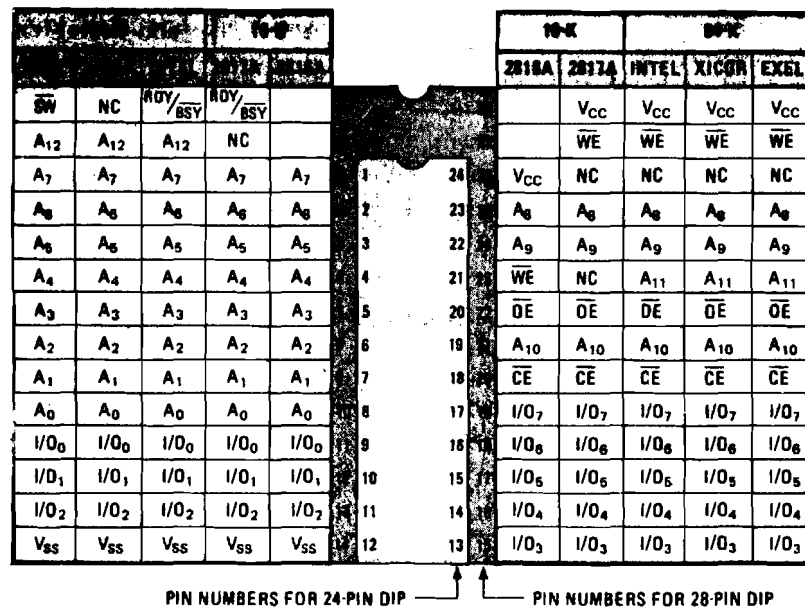 16-K
2816A 2817A INTEL XICOR EXEL
SW NC RDY/BSY RDY/BSY VCC VCC VCC VCC
A12 A12 A12 NC WE WE WE WE
A7 A7 A7 A7 A7 1 24 VCC NC NC NC NC
A6 A6 A6 A6 A6 2 23 A8 A8 A8 A8 A8
A5 A5 A5 A5 A5 3 22 A9 A9 A9 A9 A9
A4 A4 A4 A4 A4 4 21 WE NC A11 A11 A11
A3 A3 A3 A3 A3 5 20 OE OE OE OE OE
A2 A2 A2 A2 A2 6 19 A10 A10 A10 A10 A10
A1 A1 A1 A1 A1 7 18 CE CE CE CE CE
A0 A0 A0 A0 A0 8 17 I/O7 I/O7 I/O7 I/O7 I/O7
I/O0 I/O0 I/O0 I/O0 I/O0 9 16 I/O6 I/O6 I/O6 I/O6 I/O6
I/O1 I/O1 I/O1 I/O1 I/O1 10 15 I/O5 I/O5 I/O5 I/O5 I/O5
I/O2 I/O2 I/O2 I/O2 I/O2 11 14 I/O4 I/O4 I/O4 I/O4 I/O4
VSS VSS VSS VSS VSS 12 13 I/O3 I/O3 I/O3 I/O3 I/O3
PIN NUMBERS FOR 24-PIN DIP PIN NUMBERS FOR 28-PIN DIP